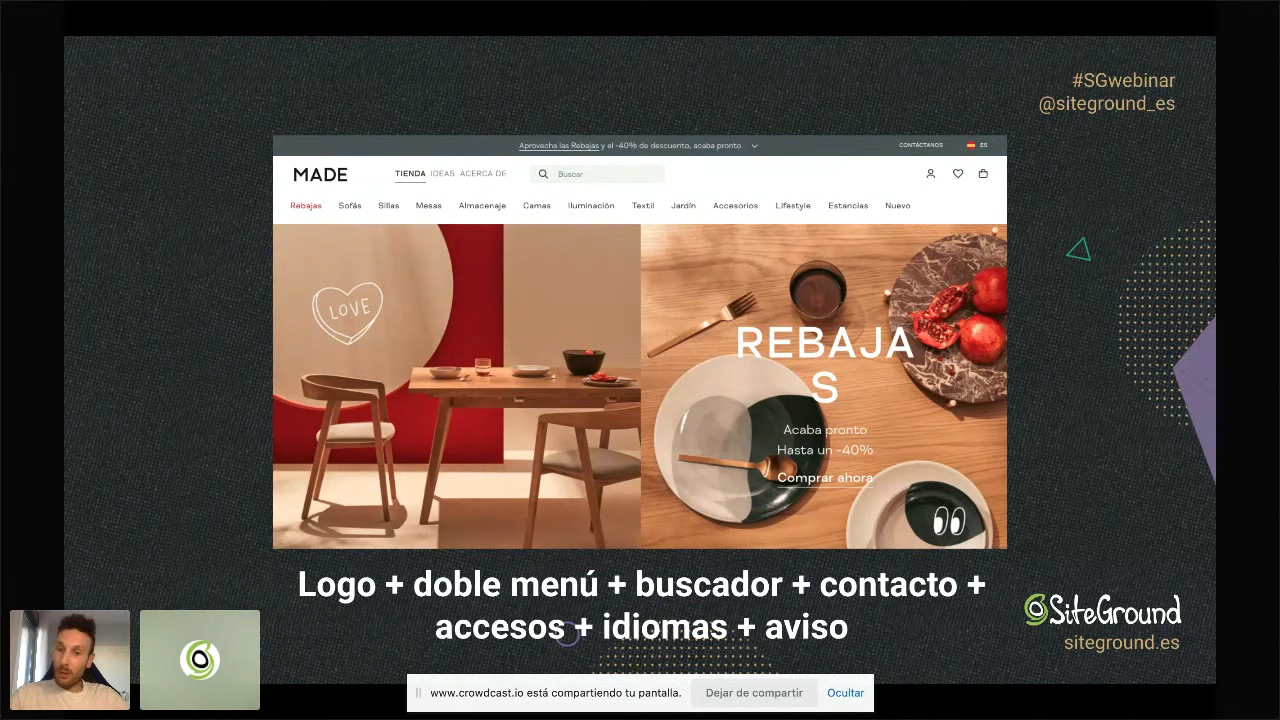 #SGwebinar
@siteground_es
Aprovecha las Rebajas y el -40% de descuento, acaba pronto
CONTÁCTANOS
ES
MADE
TIENDA IDEAS ACERCA DE
Buscar
Rebajas Sofás Sillas Mesas Almacenaje Camas Iluminación Textil Jardín Accesorios Lifestyle Estancias Nuevo
LOVE
REBAJA
S
Acaba pronto
Hasta un -40%
Comprar ahora
Logo + doble menú + buscador + contacto +
accesos + idiomas + aviso
SiteGround
siteground.es
www.crowdcast.io está compartiendo tu pantalla.
Dejar de compartir
Ocultar